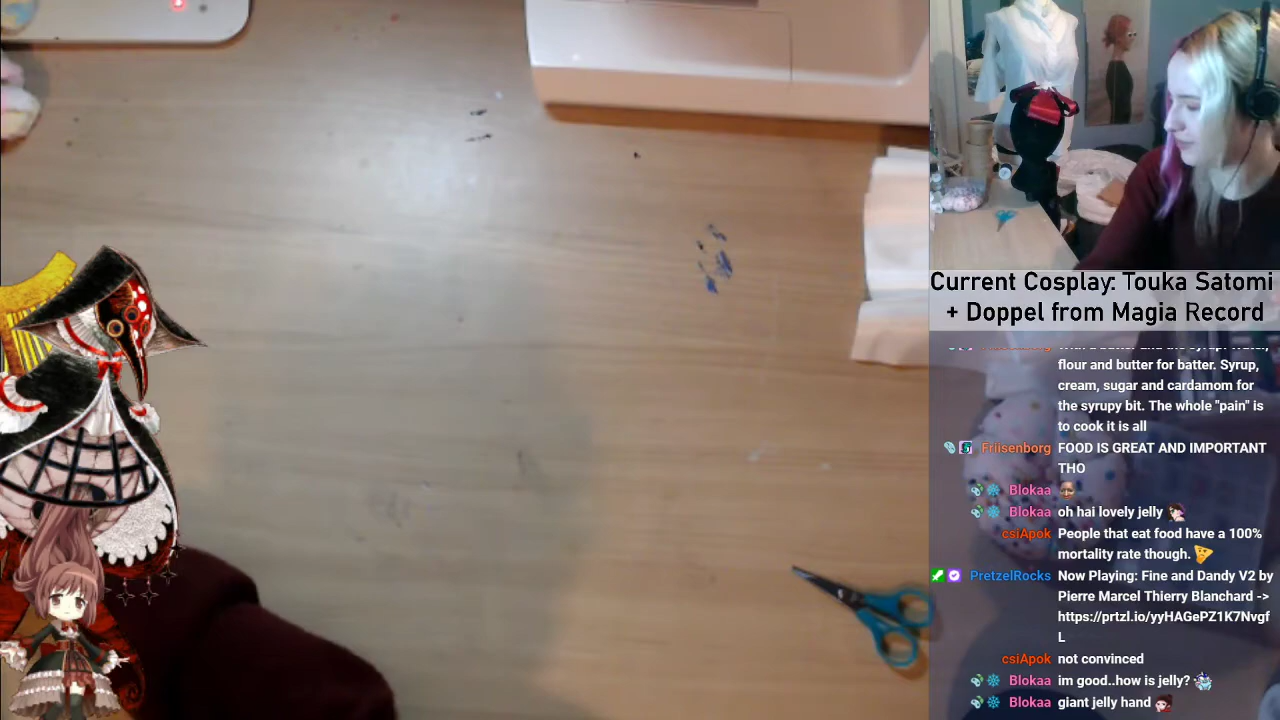 Current Cosplay: Touka Satomi
+ Doppel from Magia Record
flour and butter for batter. Syrup,
cream, sugar and cardamom for
the syrupy bit. The whole "pain" is
to cook it is all
Friisenborg FOOD IS GREAT AND IMPORTANT
THO
Blokaa
Blokaa oh hai lovely jelly
csiApok People that eat food have a 100%
mortality rate though.
PretzelRocks Now Playing: Fine and Dandy V2 by
Pierre Marcel Thierry Blanchard ->
https://prtzl.io/yyHAGePZ1K7Nvgf
L
csiApok not convinced
Blokaa im good..how is jelly?
Blokaa giant jelly hand